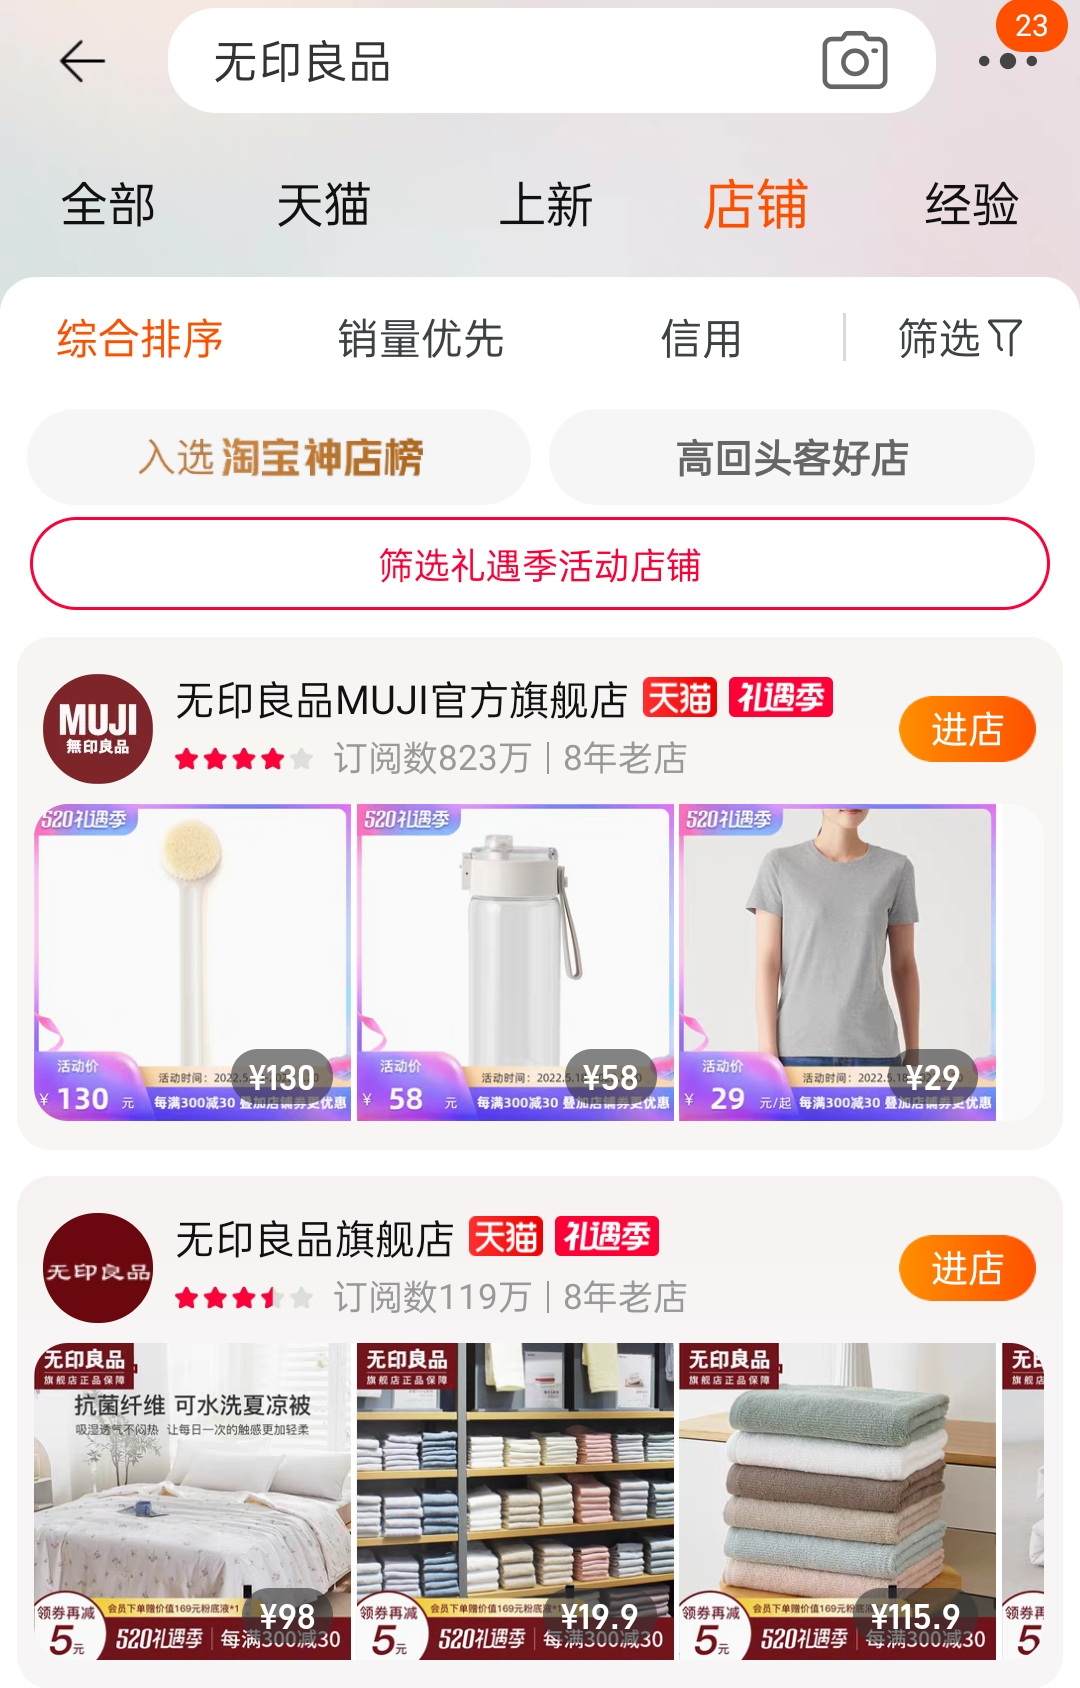 无印良品
23
全部 天猫 上新 店铺 经验
综合排序 销量优先 信用 筛选
入选 淘宝神店榜 高回头客好店
筛选礼遇季活动店铺
MUJI
無印良品
无印良品MUJI官方旗舰店 天猫 礼遇季
订阅数823万 | 8年老店
进店
520礼遇季
活动价
¥ 130 元
活动时间：2022.5
每满300减30 叠加店铺券更优惠
¥130
520礼遇季
活动价
¥ 58 元
活动时间：2022.5.1
每满300减30 叠加店铺券更优惠
¥58
520礼遇季
活动价
¥ 29 元/起
活动时间：2022.5.18
每满300减30 叠加店铺券更优惠
¥29
无印良品
无印良品旗舰店 天猫 礼遇季
订阅数119万 | 8年老店
进店
无印良品
旗舰店正品保障
抗菌纤维 可水洗夏凉被
吸湿透气不闷热 让每日一次的触感更加轻柔
领券再减
5元
会员下单赠价值169元粉底液*1
520礼遇季 | 每满300减30
¥98
无印良品
旗舰店正品保障
领券再减
5元
会员下单赠价值169元粉底液
520礼遇季 | 每满300减30
¥19.9
无印良品
旗舰店正品保障
领券再减
5元
会员下单赠价值169元粉底
520礼遇季 | 每满300减30
¥115.9
无
旗舰店
领券再
5